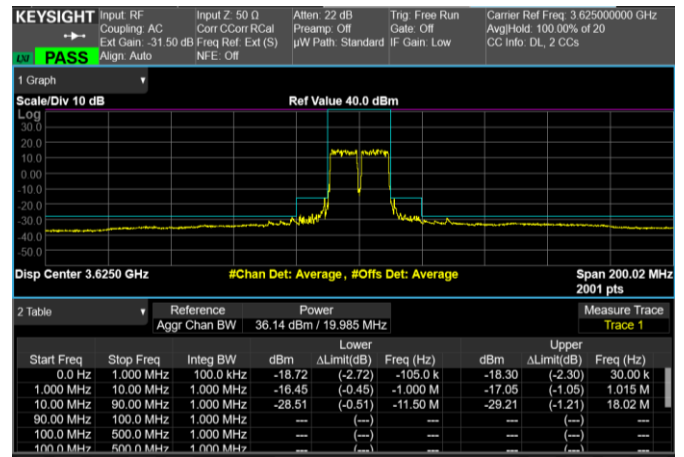 KEYSIGHT Input: RF Input Z: 50 Ω Atten: 22 dB Trig: Free Run Carrier Ref Freq: 3.625000000 GHz
Coupling: AC Corr CCorr RCal Preamp: Off Gate: Off Avg|Hold: 100.00% of 20
Ext Gain: -31.50 dB Freq Ref: Ext (S) µW Path: Standard IF Gain: Low CC Info: DL, 2 CCs
LXI PASS Align: Auto NFE: Off
1 Graph
Scale/Div 10 dB Ref Value 40.0 dBm
Log
30.0
20.0
10.0
0.00
-10.0
-20.0
-30.0
-40.0
-50.0
Disp Center 3.6250 GHz #Chan Det: Average, #Offs Det: Average Span 200.02 MHz
2001 pts
2 Table Reference Power Measure Trace
Aggr Chan BW 36.14 dBm / 19.985 MHz Trace 1
Lower Upper
Start Freq Stop Freq Integ BW dBm ΔLimit(dB) Freq (Hz) dBm ΔLimit(dB) Freq (Hz)
0.0 Hz 1.000 MHz 100.0 kHz -18.72 (-2.72) -105.0 k -18.30 (-2.30) 30.00 k
1.000 MHz 10.00 MHz 1.000 MHz -16.45 (-0.45) -1.000 M -17.05 (-1.05) 1.015 M
10.00 MHz 90.00 MHz 1.000 MHz -28.51 (-0.51) -11.50 M -29.21 (-1.21) 18.02 M
90.00 MHz 100.0 MHz 1.000 MHz --- (---) --- --- (---) ---
100.0 MHz 500.0 MHz 1.000 MHz --- (---) --- --- (---) ---
100.0 MHz 500.0 MHz 1.000 MHz --- (---) --- --- (---) ---